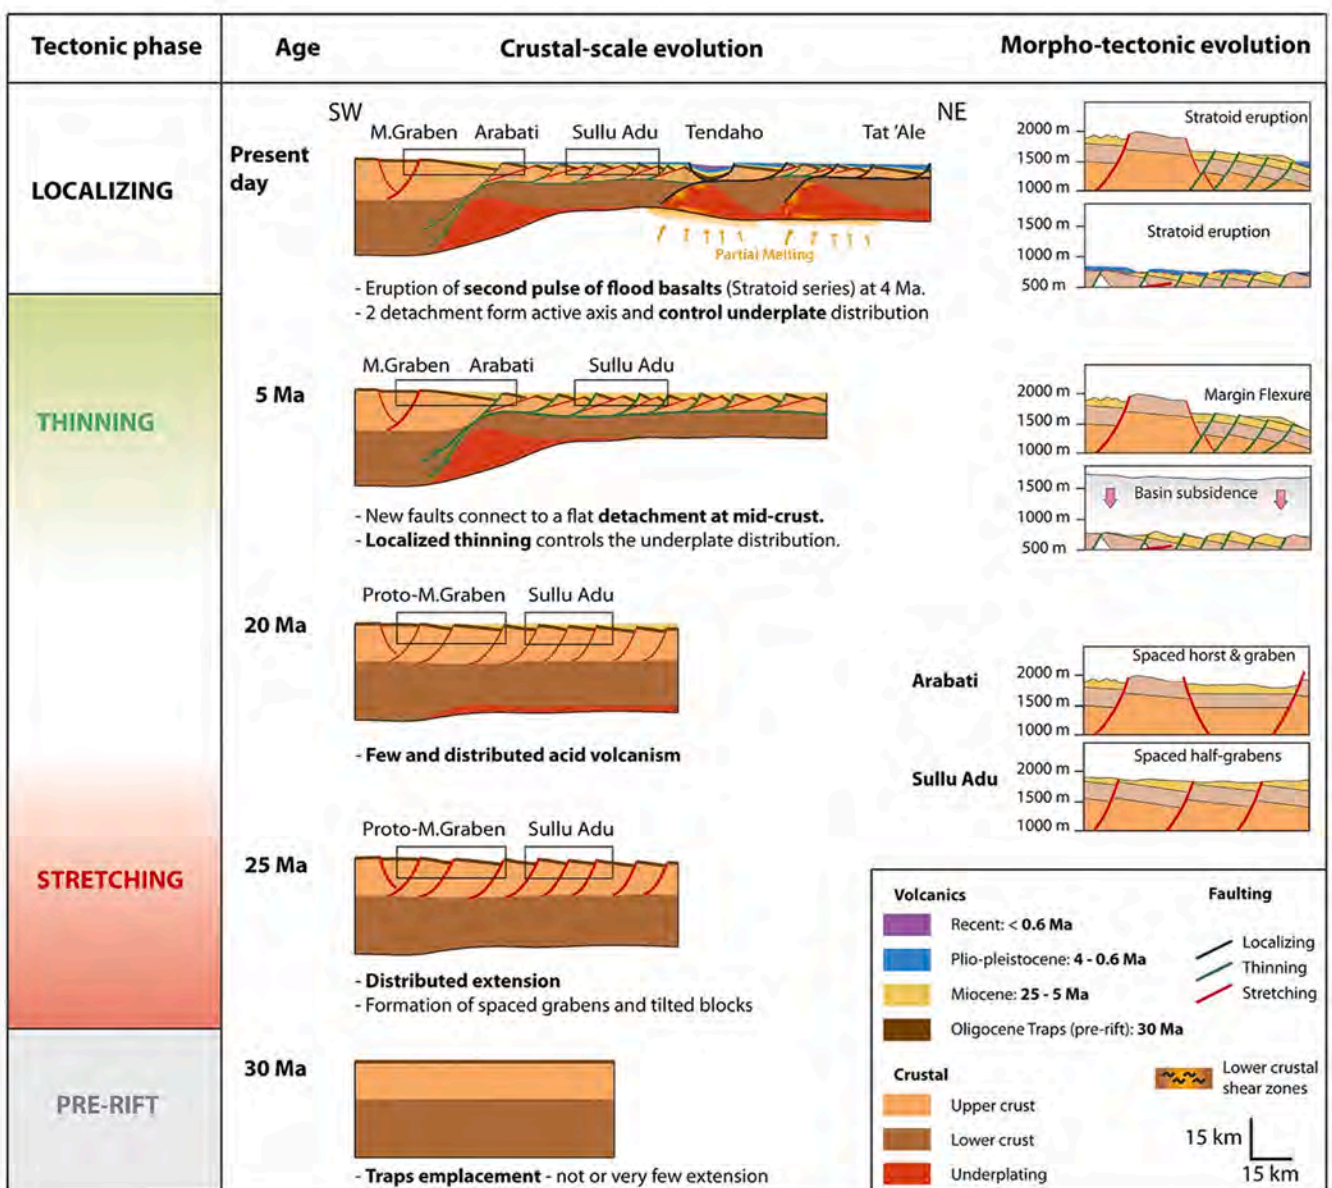 Tectonic phase
Age
Crustal-scale evolution
Morpho-tectonic evolution
LOCALIZING
Present
day
SW
NE
M.Graben
Arabati
Sullu Adu
Tendaho
Tat 'Ale
Partial Melting
- Eruption of second pulse of flood basalts (Stratoid series) at 4 Ma.
- 2 detachment form active axis and control underplate distribution
Stratoid eruption
2000 m
1500 m
1000 m
Stratoid eruption
1500 m
1000 m
500 m
THINNING
5 Ma
M.Graben
Arabati
Sullu Adu
- New faults connect to a flat detachment at mid-crust.
- Localized thinning controls the underplate distribution.
Margin Flexure
2000 m
1500 m
1000 m
Basin subsidence
1500 m
1000 m
500 m
20 Ma
Proto-M.Graben
Sullu Adu
- Few and distributed acid volcanism
Arabati
Spaced horst & graben
2000 m
1500 m
1000 m
Sullu Adu
Spaced half-grabens
2000 m
1500 m
1000 m
STRETCHING
25 Ma
Proto-M.Graben
Sullu Adu
- Distributed extension
- Formation of spaced grabens and tilted blocks
PRE-RIFT
30 Ma
- Traps emplacement - not or very few extension
Volcanics
Recent: < 0.6 Ma
Plio-pleistocene: 4 - 0.6 Ma
Miocene: 25 - 5 Ma
Oligocene Traps (pre-rift): 30 Ma
Crustal
Upper crust
Lower crust
Underplating
Faulting
Localizing
Thinning
Stretching
Lower crustal
shear zones
15 km
15 km